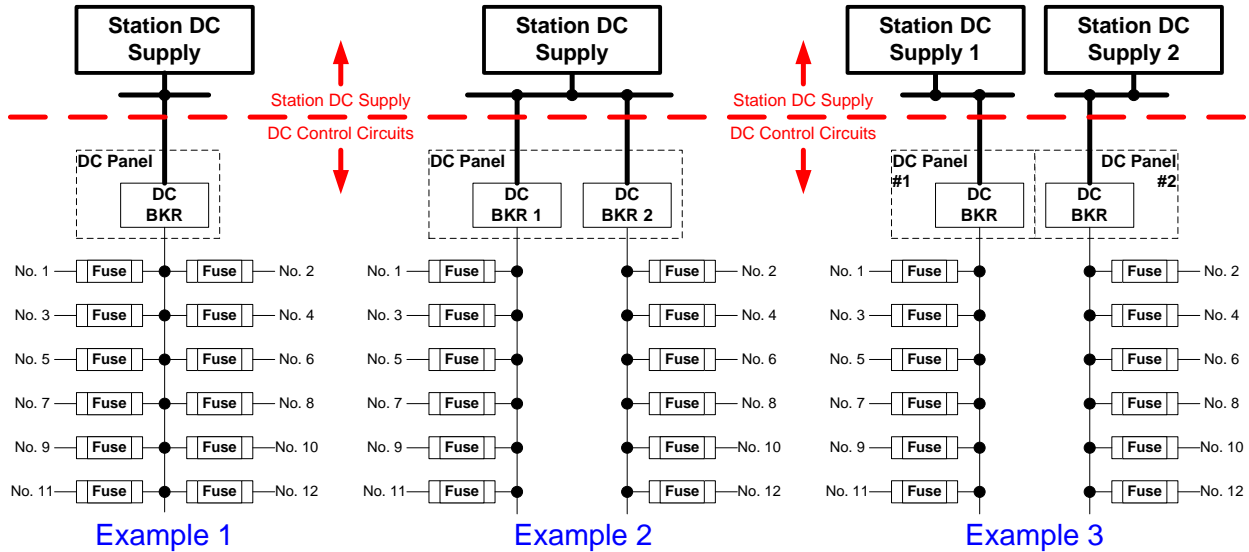 Station DC
Supply
Station DC
Supply
Station DC
Supply 1
Station DC
Supply 2
Station DC Supply
DC Control Circuits
Station DC Supply
DC Control Circuits
DC Panel
DC
BKR
DC Panel
DC
BKR 1
DC
BKR 2
DC Panel
#1
DC
BKR
DC Panel
#2
DC
BKR
No. 1 Fuse Fuse No. 2
No. 3 Fuse Fuse No. 4
No. 5 Fuse Fuse No. 6
No. 7 Fuse Fuse No. 8
No. 9 Fuse Fuse No. 10
No. 11 Fuse Fuse No. 12
Example 1
No. 1 Fuse Fuse No. 2
No. 3 Fuse Fuse No. 4
No. 5 Fuse Fuse No. 6
No. 7 Fuse Fuse No. 8
No. 9 Fuse Fuse No. 10
No. 11 Fuse Fuse No. 12
Example 2
No. 1 Fuse Fuse No. 2
No. 3 Fuse Fuse No. 4
No. 5 Fuse Fuse No. 6
No. 7 Fuse Fuse No. 8
No. 9 Fuse Fuse No. 10
No. 11 Fuse Fuse No. 12
Example 3